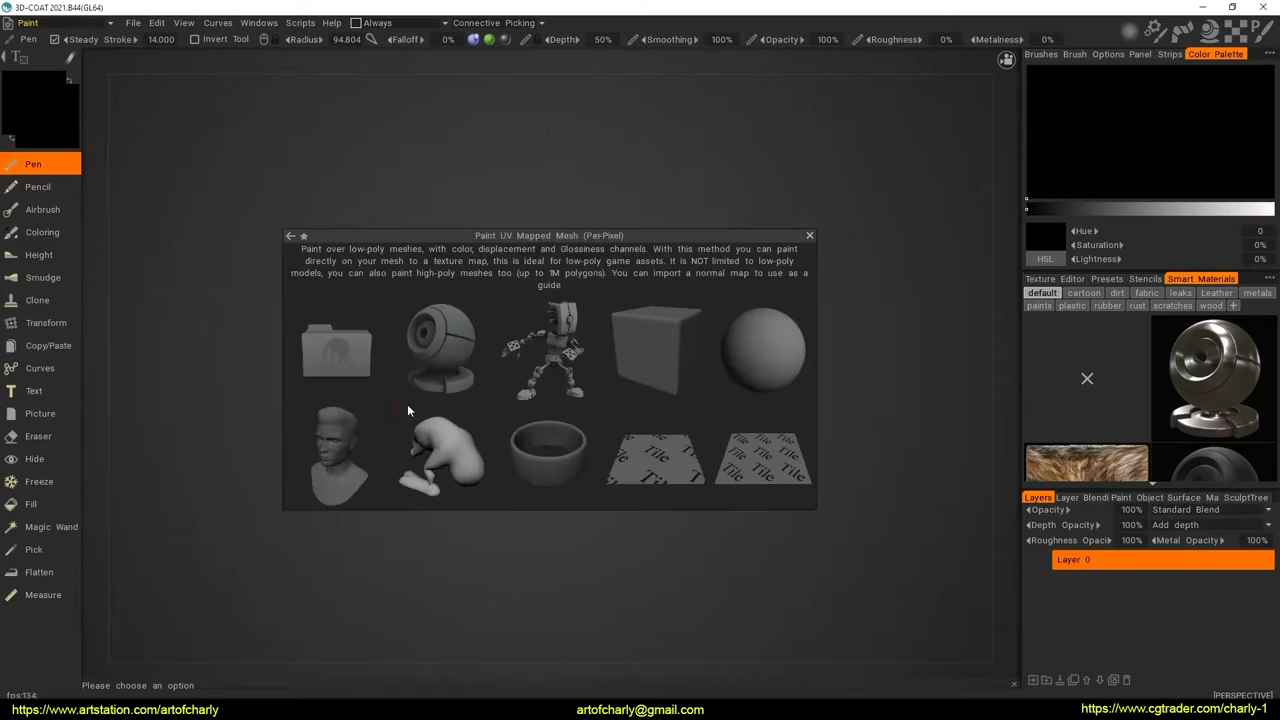 3D-COAT 2021.B44(GL64)
Paint File Edit View Curves Windows Scripts Help Always Connective Picking
Pen Steady Stroke 14.000 Invert Tool Radius 94.804 Falloff 0% Depth 50% Smoothing 100% Opacity 100% Roughness 0% Metalness 0%
Brushes Brush Options Panel Strips Color Palette
Pen
Pencil
Airbrush
Coloring
Height
Smudge
Clone
Transform
Copy/Paste
Curves
Text
Picture
Eraser
Hide
Freeze
Fill
Magic Wand
Pick
Flatten
Measure
Paint UV Mapped Mesh (Per-Pixel)
Paint over low-poly meshes, with color, displacement and Glossiness channels. With this method you can paint
directly on your mesh to a texture map, this is ideal for low-poly game assets. It is NOT limited to low-poly
models, you can also paint high-poly meshes too (up to 1M polygons). You can import a normal map to use as a
guide
Hue 0
Saturation 0%
HSL Lightness 0%
Texture Editor Presets Stencils Smart Materials
default cartoon dirt fabric leaks Leather metals
paints plastic rubber rust scratches wood
Layers Layer Blendi Paint Object Surface Ma SculptTree
Opacity 100% Standard Blend
Depth Opacity 100% Add depth
Roughness Opaci 100% Metal Opacity 100%
Layer 0
Please choose an option
fps:134;
[PERSPECTIVE]
https://www.artstation.com/artofcharly artofcharly@gmail.com https://www.cgtrader.com/charly-1